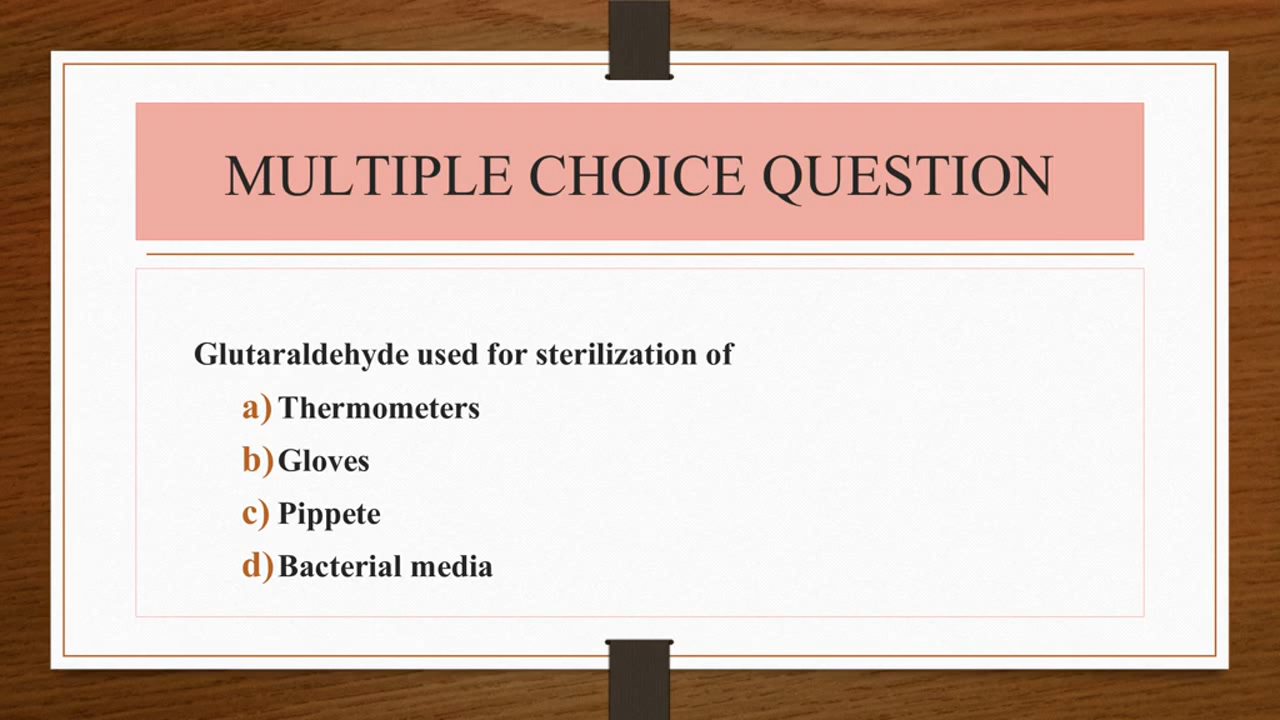 MULTIPLE CHOICE QUESTION
Glutaraldehyde used for sterilization of
a) Thermometers
b) Gloves
c) Pippete
d) Bacterial media